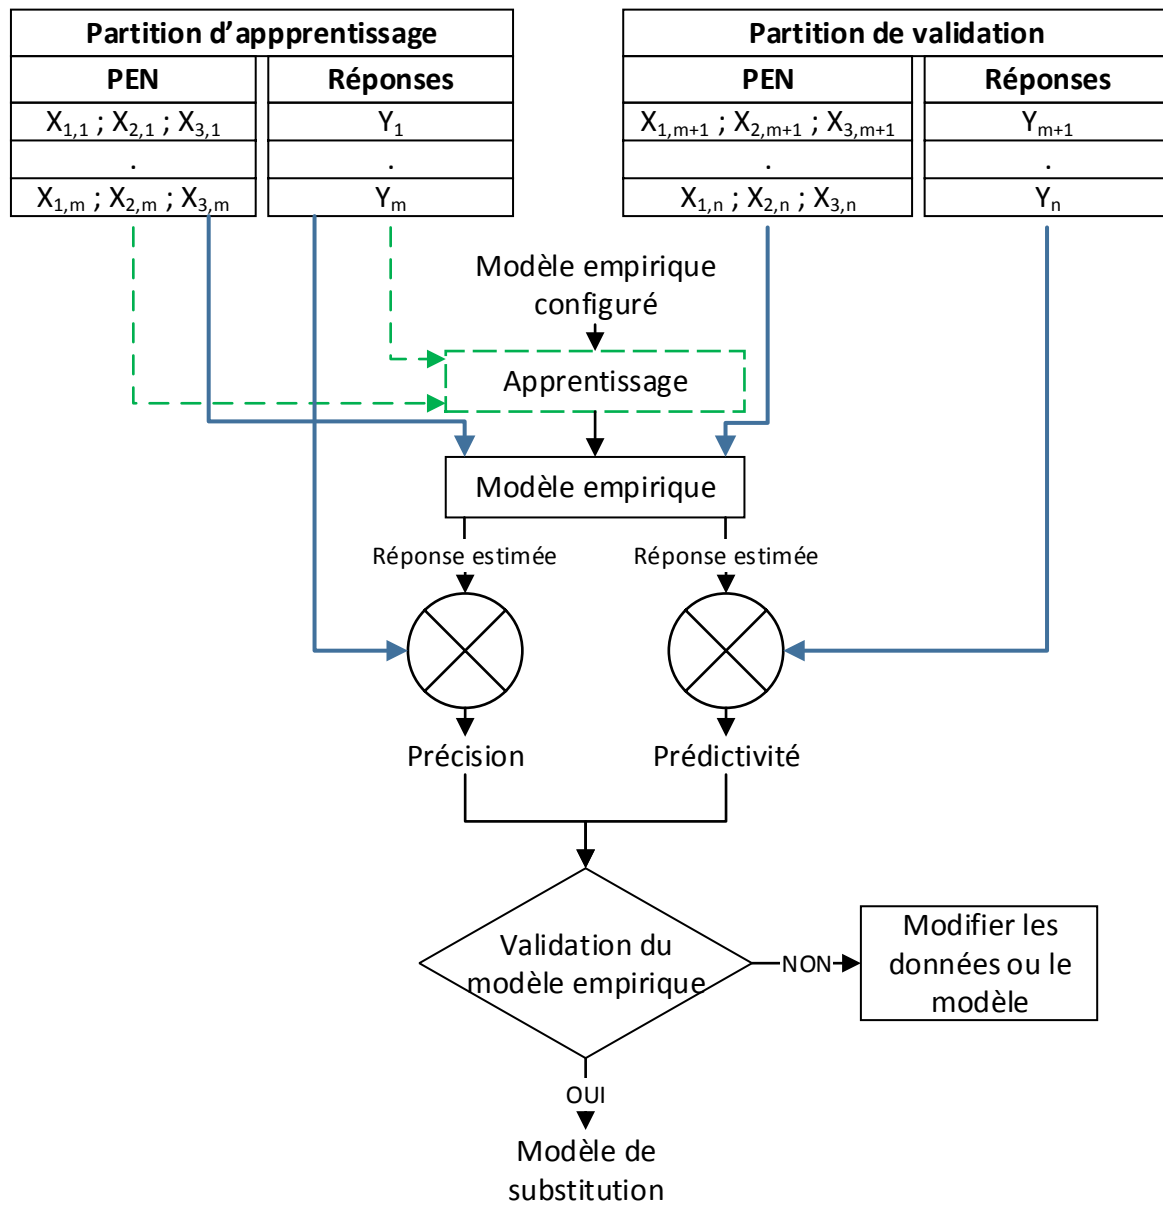 Partition d’appprentissage
PEN Réponses
X1,1 ; X2,1 ; X3,1 Y1
. .
X1,m ; X2,m ; X3,m Ym
Partition de validation
PEN Réponses
X1,m+1 ; X2,m+1 ; X3,m+1 Ym+1
. .
X1,n ; X2,n ; X3,n Yn
Modèle empirique
configuré
Apprentissage
Modèle empirique
Réponse estimée
Réponse estimée
Précision
Prédictivité
Validation du
modèle empirique
NON
Modifier les
données ou le
modèle
OUI
Modèle de
substitution